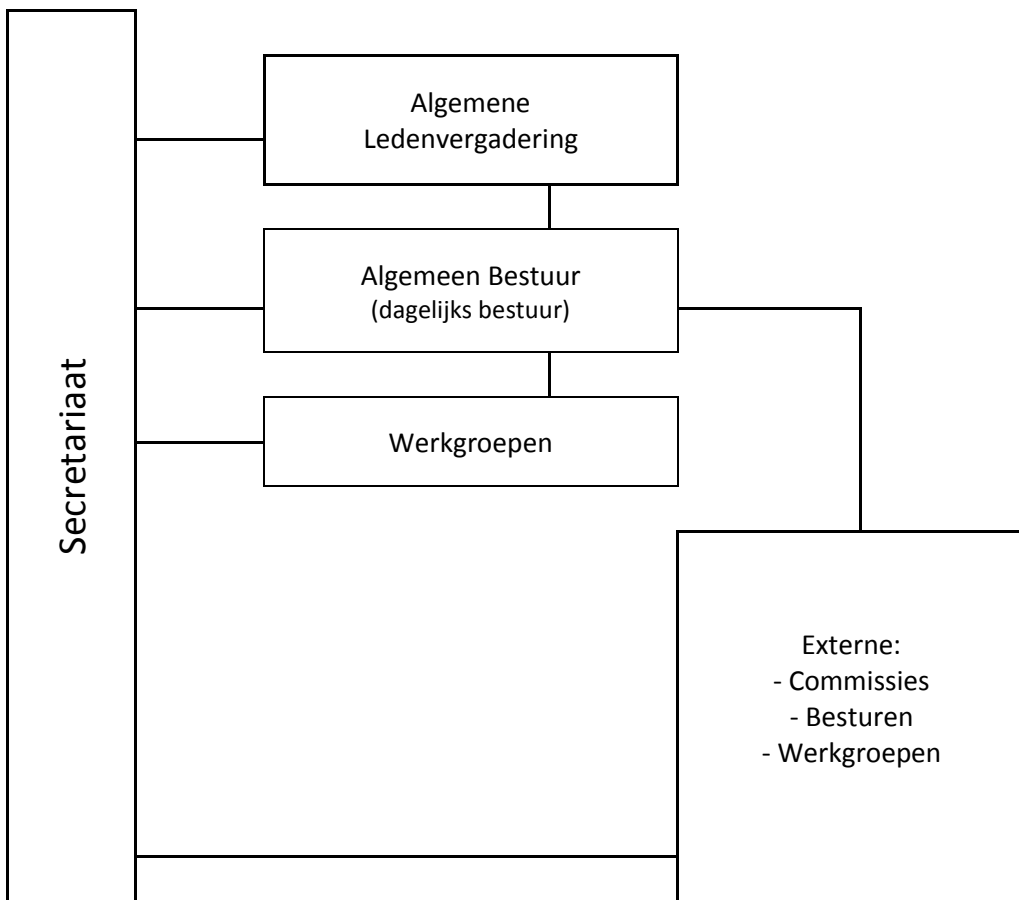 Secretariaat
Algemene
Ledenvergadering
Algemeen Bestuur
(dagelijks bestuur)
Werkgroepen
Externe:
- Commissies
- Besturen
- Werkgroepen